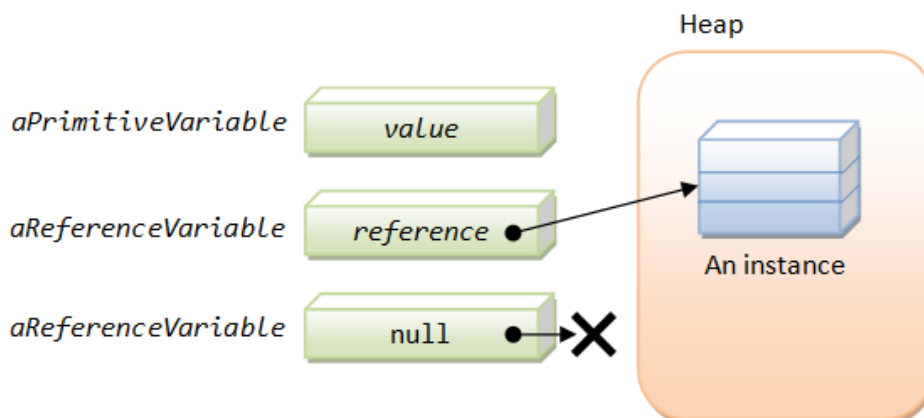 Heap
aPrimitiveVariable
value
aReferenceVariable
reference
An instance
aReferenceVariable
null